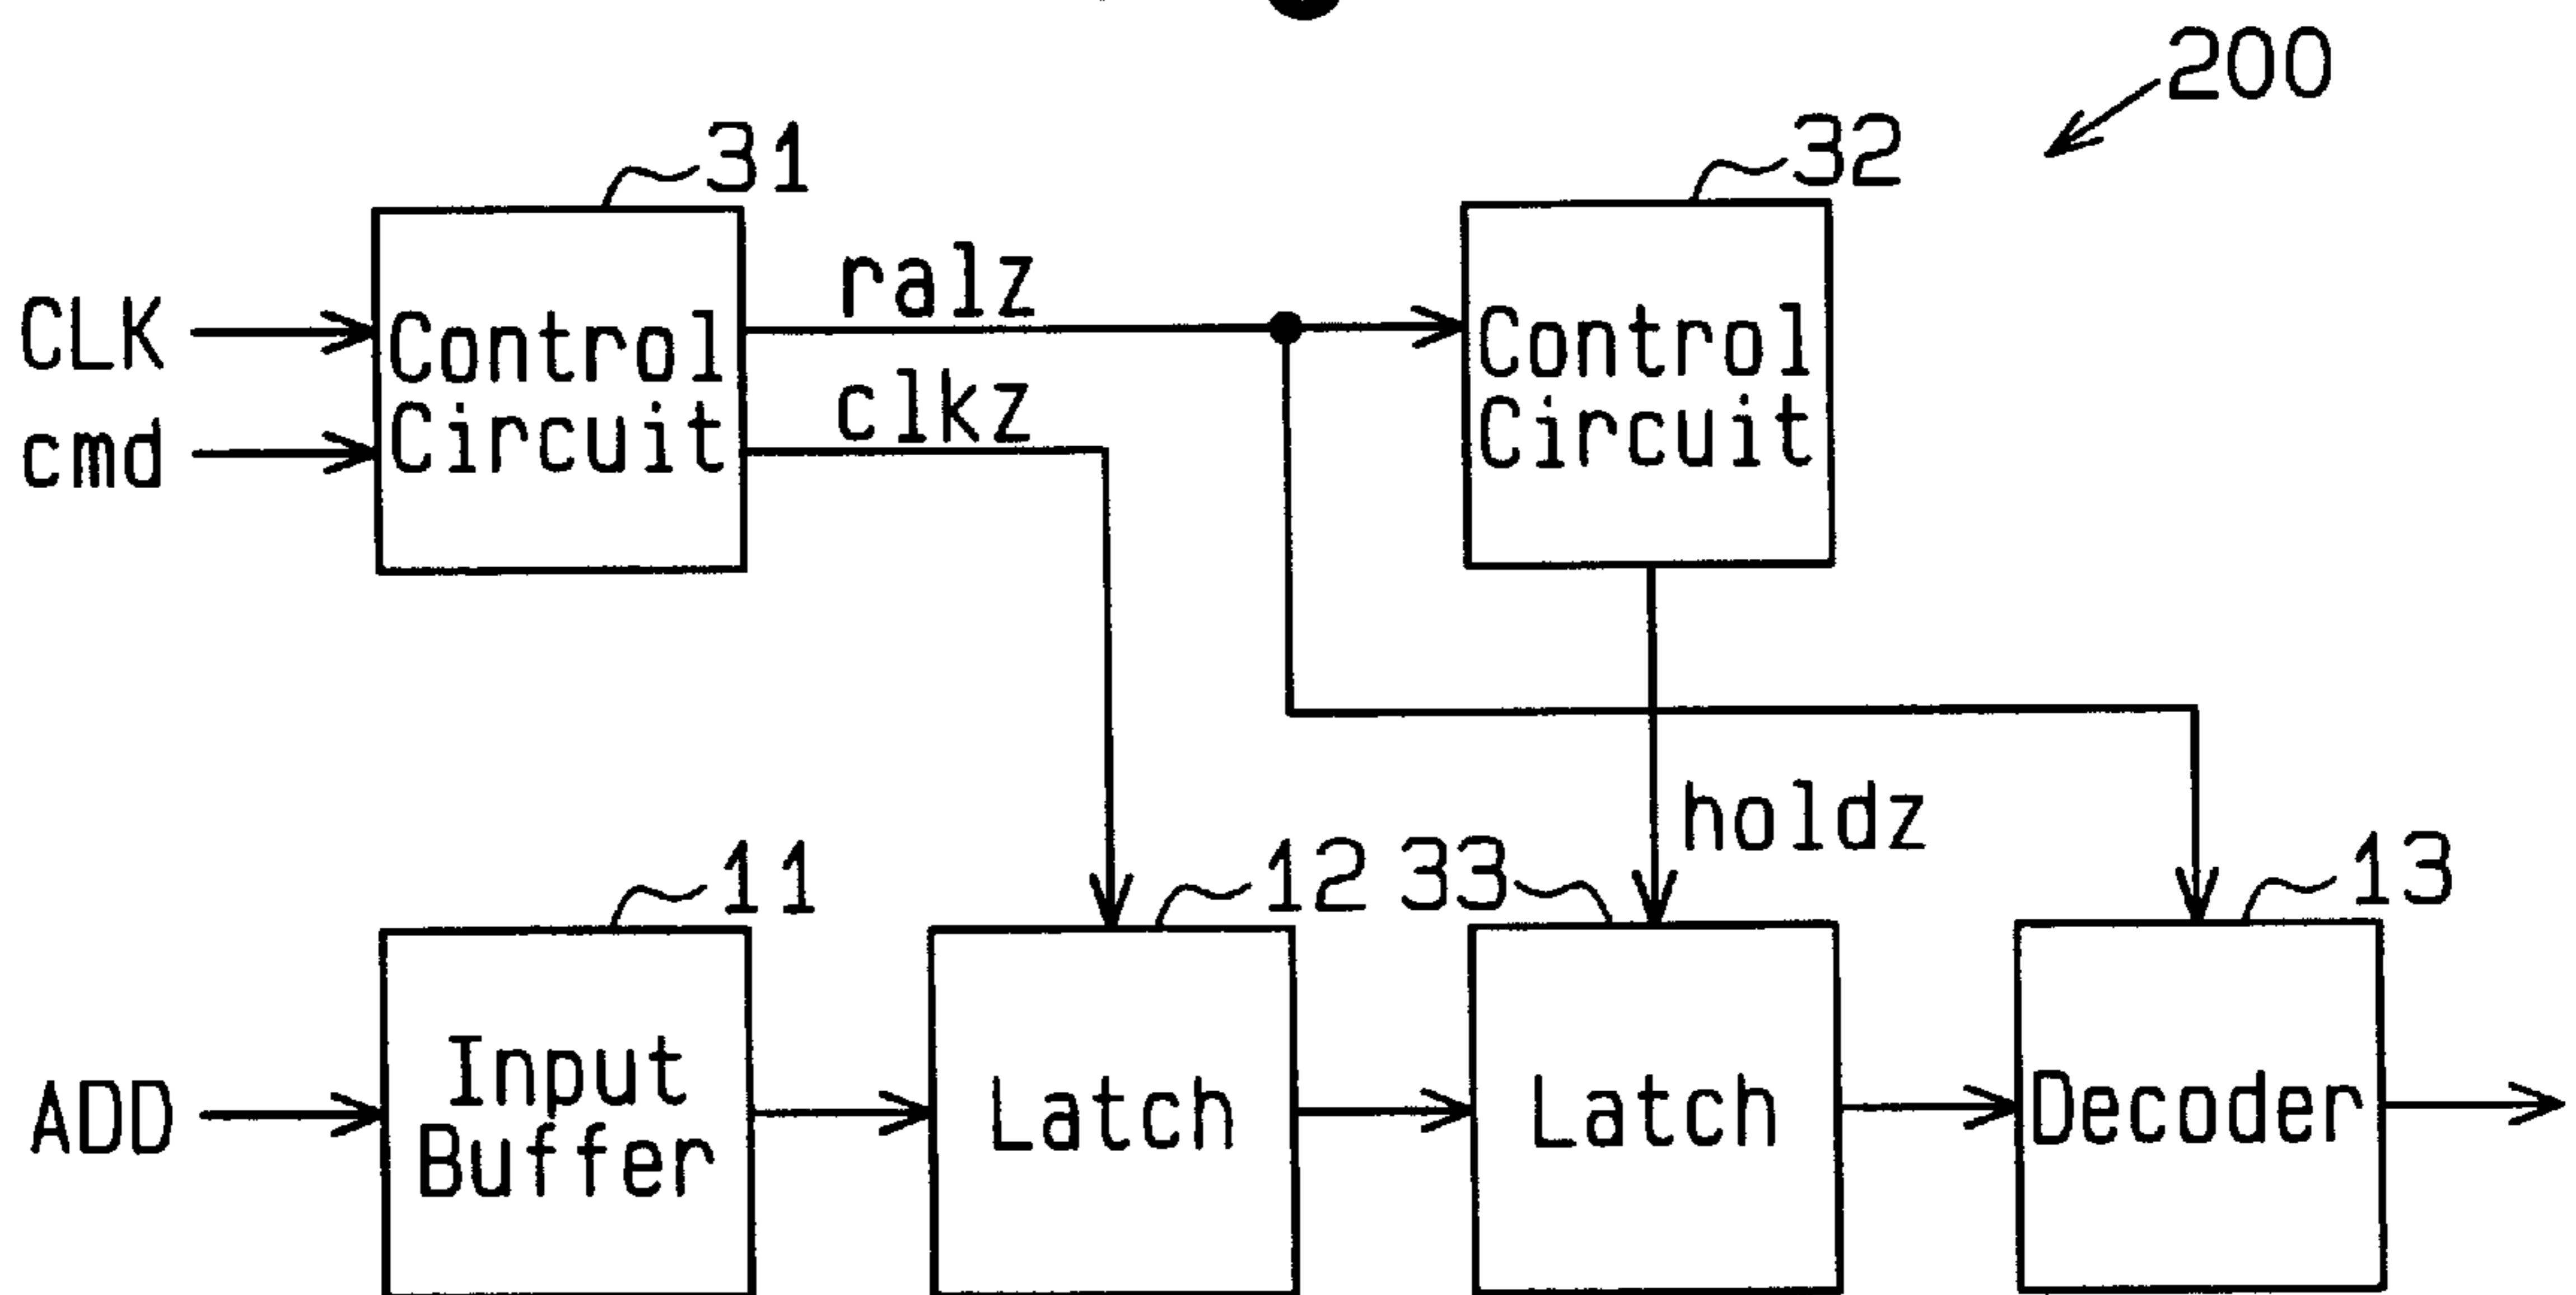 200
31
32
CLK
cmd
Control
Circuit
ralz
clkz
Control
Circuit
holdz
11
12
33
13
ADD
Input
Buffer
Latch
Latch
Decoder